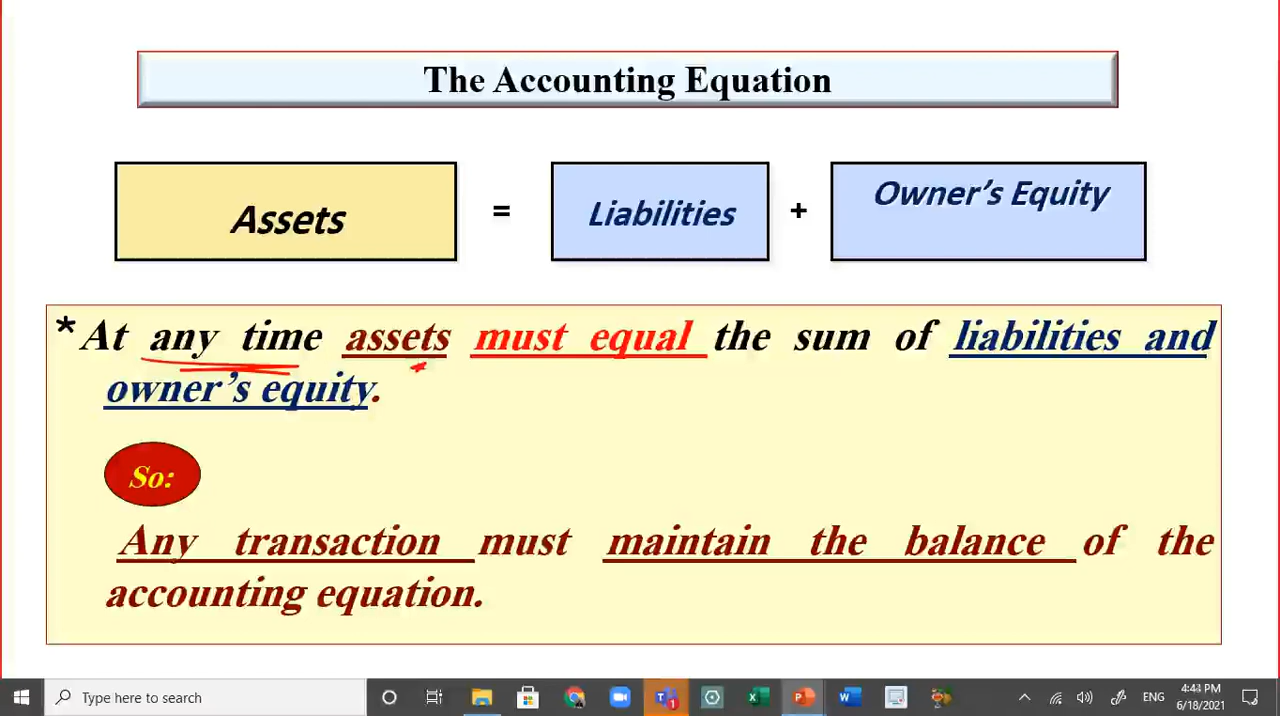 The Accounting Equation
Assets = Liabilities + Owner's Equity
* At any time assets must equal the sum of liabilities and
owner's equity.
So:
Any transaction must maintain the balance of the
accounting equation.
Type here to search
ENG
4:43 PM
6/18/2021